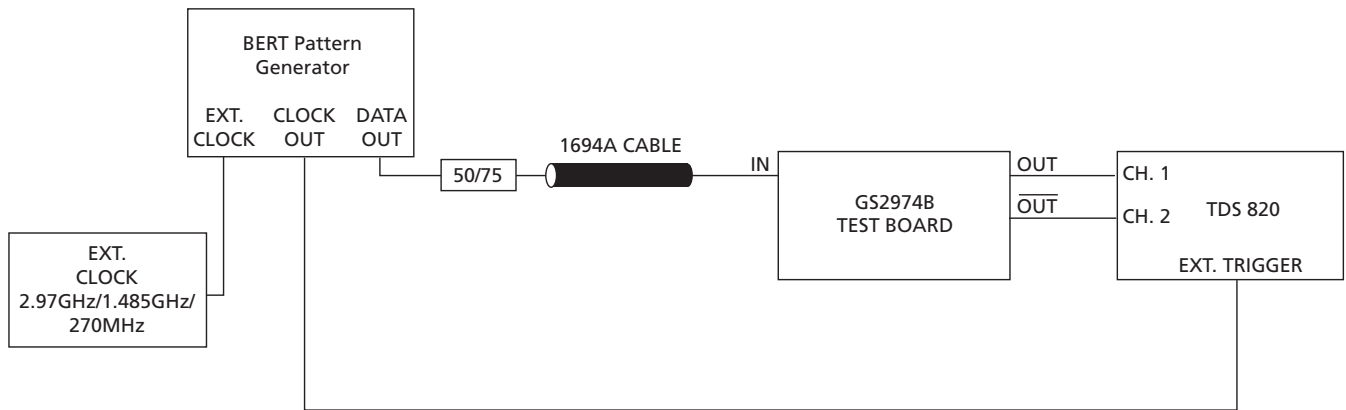 BERT Pattern
Generator
EXT. CLOCK DATA
CLOCK OUT OUT
50/75
1694A CABLE
IN
GS2974B
TEST BOARD
OUT
OUT
CH. 1
CH. 2
TDS 820
EXT. TRIGGER
EXT.
CLOCK
2.97GHz/1.485GHz/
270MHz